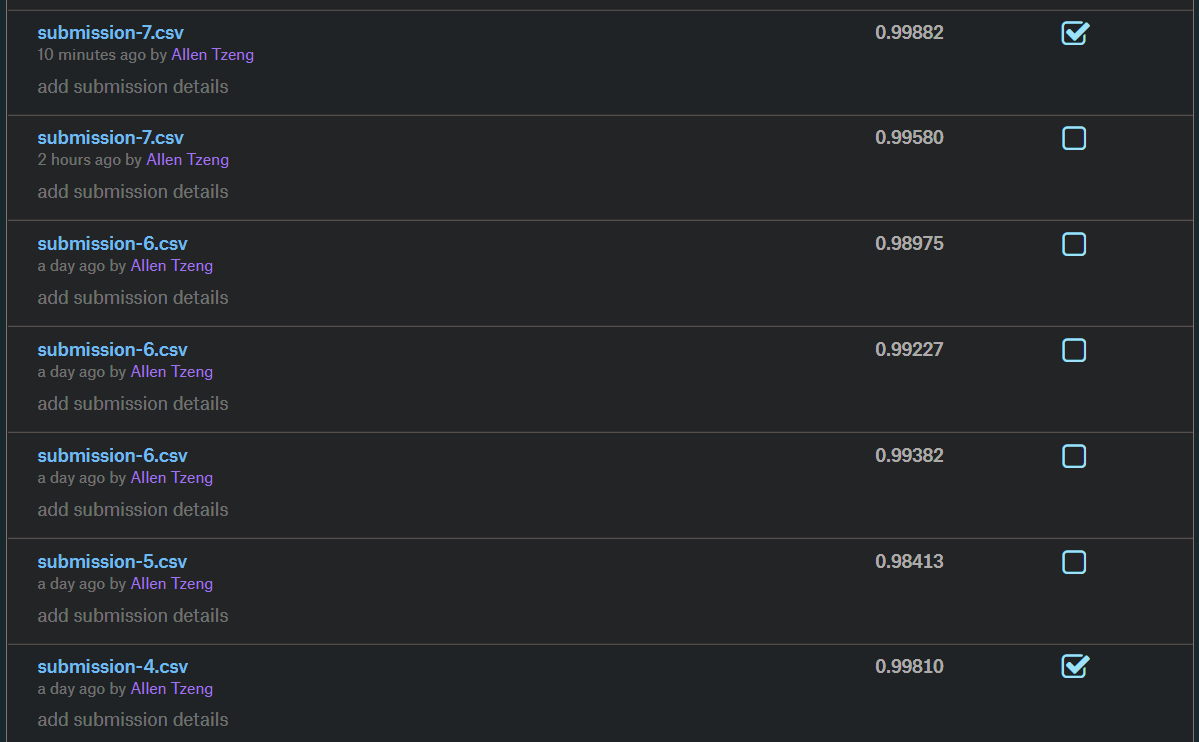 submission-7.csv 0.99882
10 minutes ago by Allen Tzeng
add submission details
submission-7.csv 0.99580
2 hours ago by Allen Tzeng
add submission details
submission-6.csv 0.98975
a day ago by Allen Tzeng
add submission details
submission-6.csv 0.99227
a day ago by Allen Tzeng
add submission details
submission-6.csv 0.99382
a day ago by Allen Tzeng
add submission details
submission-5.csv 0.98413
a day ago by Allen Tzeng
add submission details
submission-4.csv 0.99810
a day ago by Allen Tzeng
add submission details